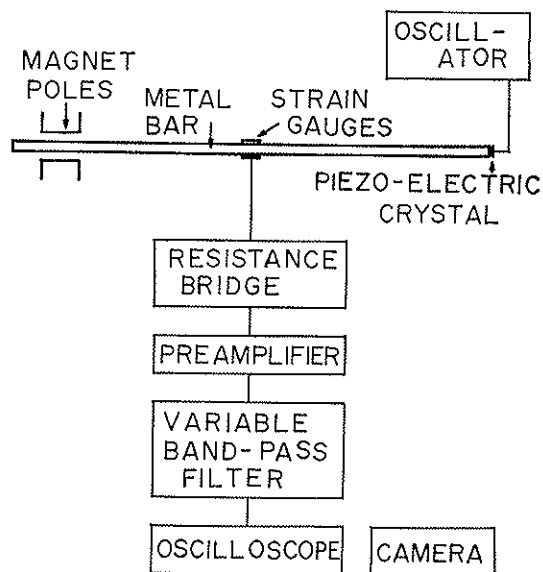 OSCILL-
ATOR
MAGNET
POLES
METAL
BAR
STRAIN
GAUGES
PIEZO-ELECTRIC
CRYSTAL
RESISTANCE
BRIDGE
PREAMPLIFIER
VARIABLE
BAND-PASS
FILTER
OSCILLOSCOPE
CAMERA